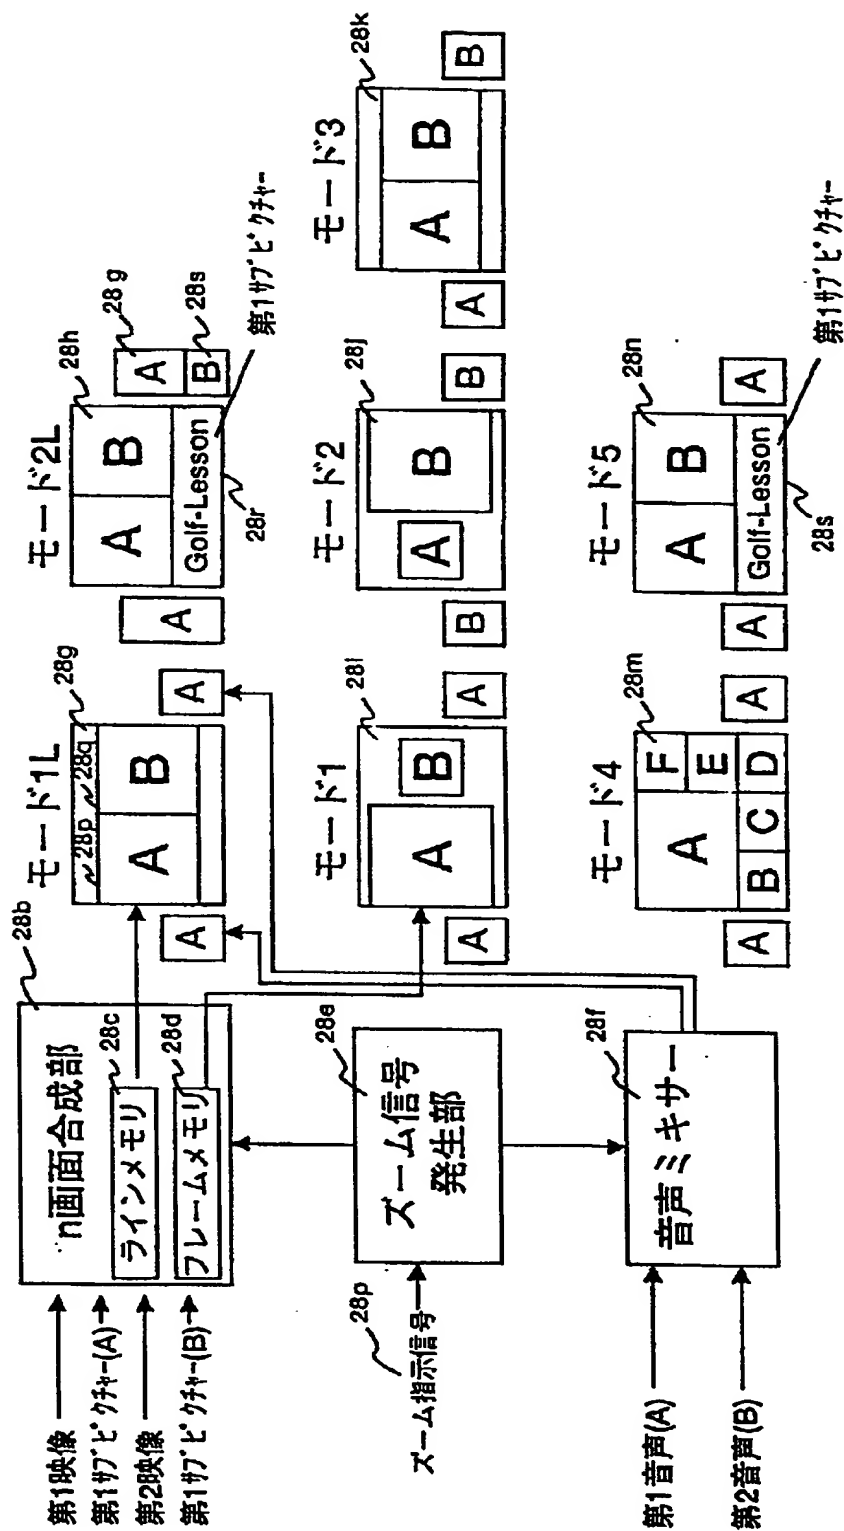 第1映像
第1ｻﾌﾞﾋﾟｸﾁｬｰ(A)
第2映像
第1ｻﾌﾞﾋﾟｸﾁｬｰ(B)
n画面合成部
28b
ラインメモリ
28c
フレームメモリ
28d
28p
ズーム指示信号
ズーム信号
発生部
28e
第1音声(A)
第2音声(B)
音声ミキサー
28f
モード1L
28g
28p
28q
A
B
A
A
モード2L
28h
A
B
Golf-Lesson
28r
A
A
B
28g
28s
第1ｻﾌﾞﾋﾟｸﾁｬｰ
モード1
28i
A
B
A
A
モード2
28j
A
B
B
B
モード3
28k
A
B
A
B
モード4
28m
A
F
E
B
C
D
A
A
モード5
28n
A
B
Golf-Lesson
28s
A
A
第1ｻﾌﾞﾋﾟｸﾁｬｰ